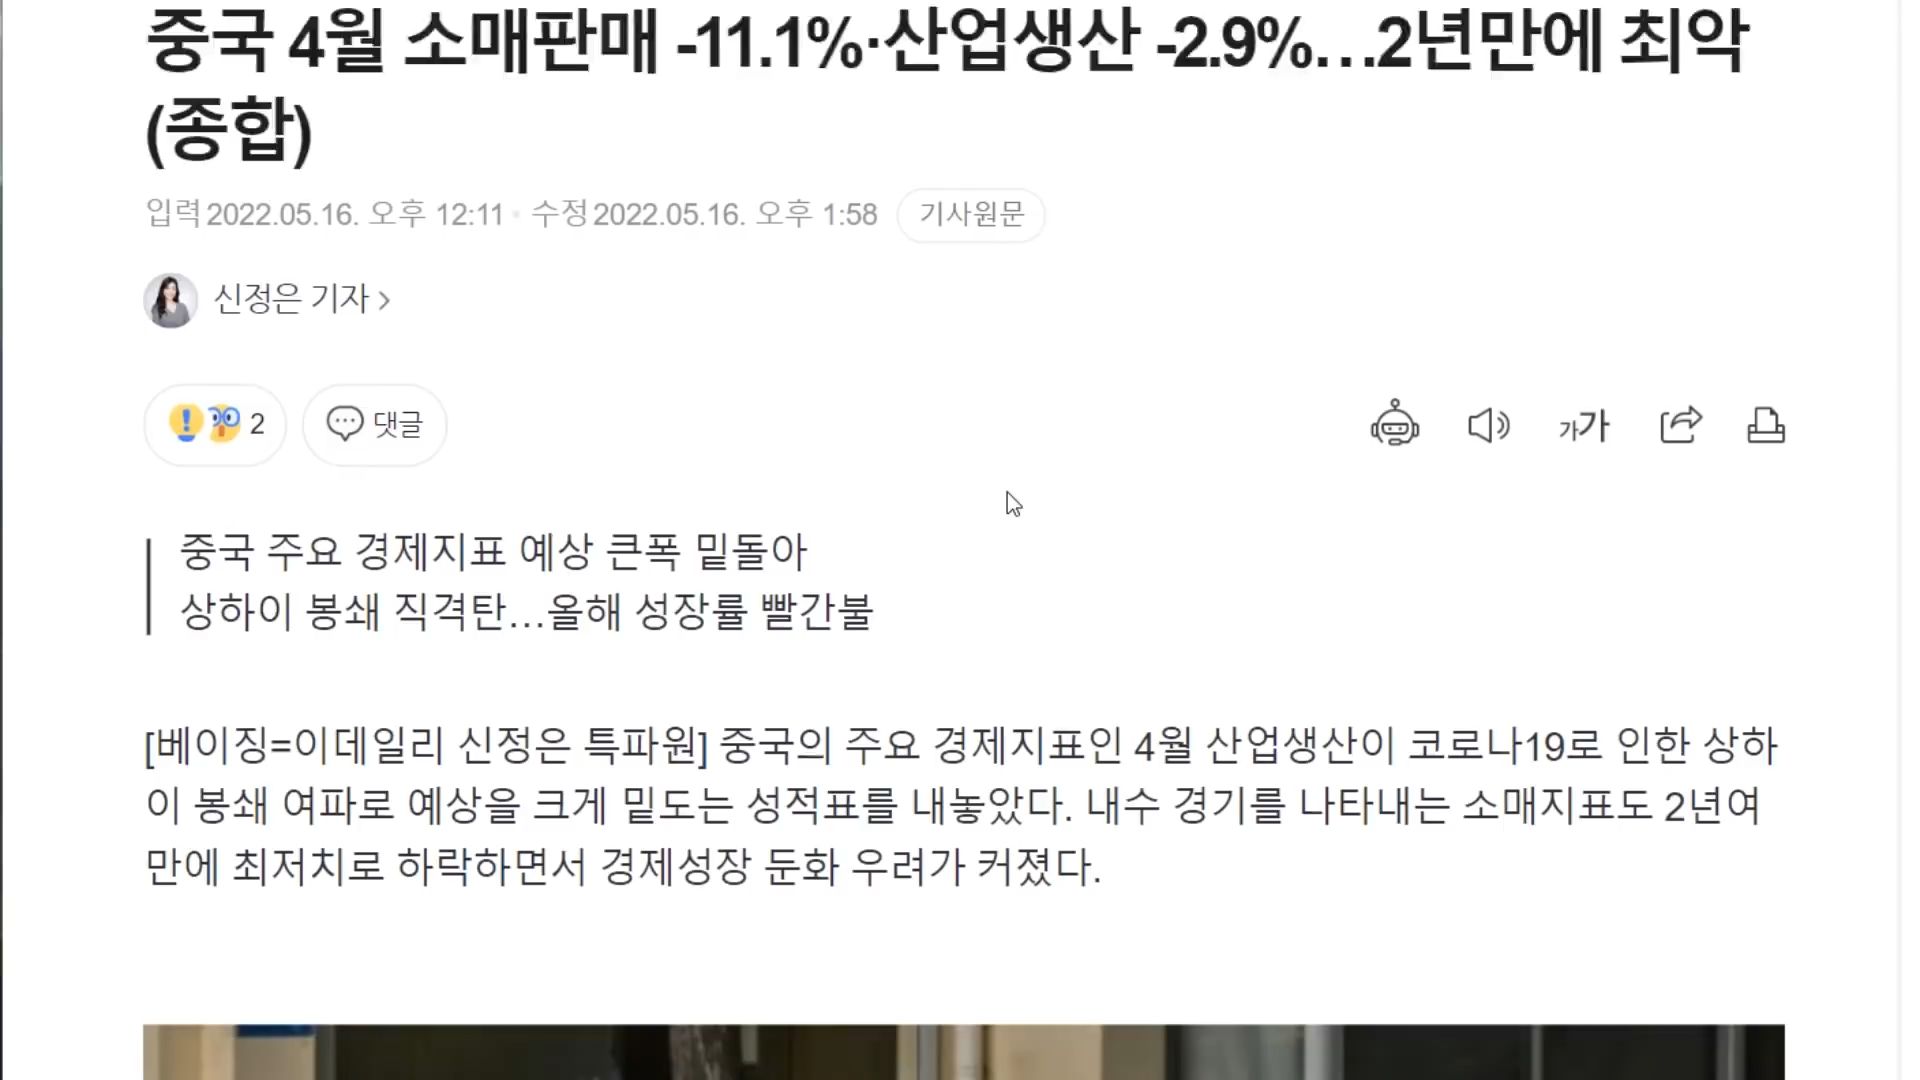 중국 4월 소매판매 -11.1%·산업생산 -2.9%…2년만에 최악
(종합)
입력 2022.05.16. 오후 12:11 · 수정 2022.05.16. 오후 1:58 기사원문
신정은 기자 >
2 댓글
가가
중국 주요 경제지표 예상 큰폭 밑돌아
상하이 봉쇄 직격탄…올해 성장률 빨간불
[베이징=이데일리 신정은 특파원] 중국의 주요 경제지표인 4월 산업생산이 코로나19로 인한 상하
이 봉쇄 여파로 예상을 크게 밑도는 성적표를 내놓았다. 내수 경기를 나타내는 소매지표도 2년여
만에 최저치로 하락하면서 경제성장 둔화 우려가 커졌다.